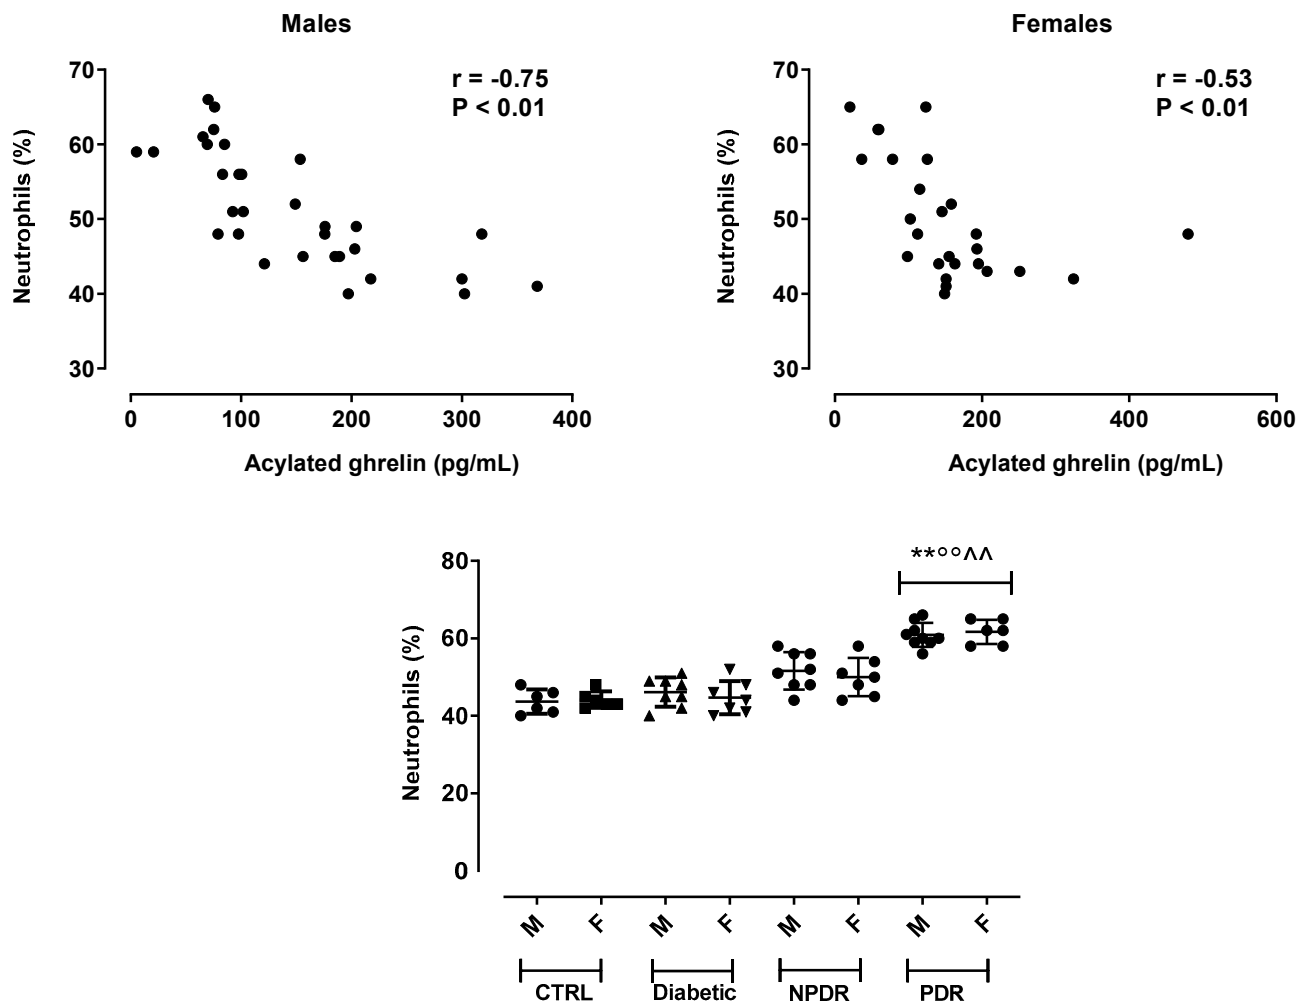 Males
r = -0.75
P < 0.01
70
60
50
40
30
Neutrophils (%)
0 100 200 300 400
Acylated ghrelin (pg/mL)
Females
r = -0.53
P < 0.01
70
60
50
40
30
Neutrophils (%)
0 200 400 600
Acylated ghrelin (pg/mL)
**°°^^
80
60
40
20
0
Neutrophils (%)
M F M F M F M F
CTRL Diabetic NPDR PDR